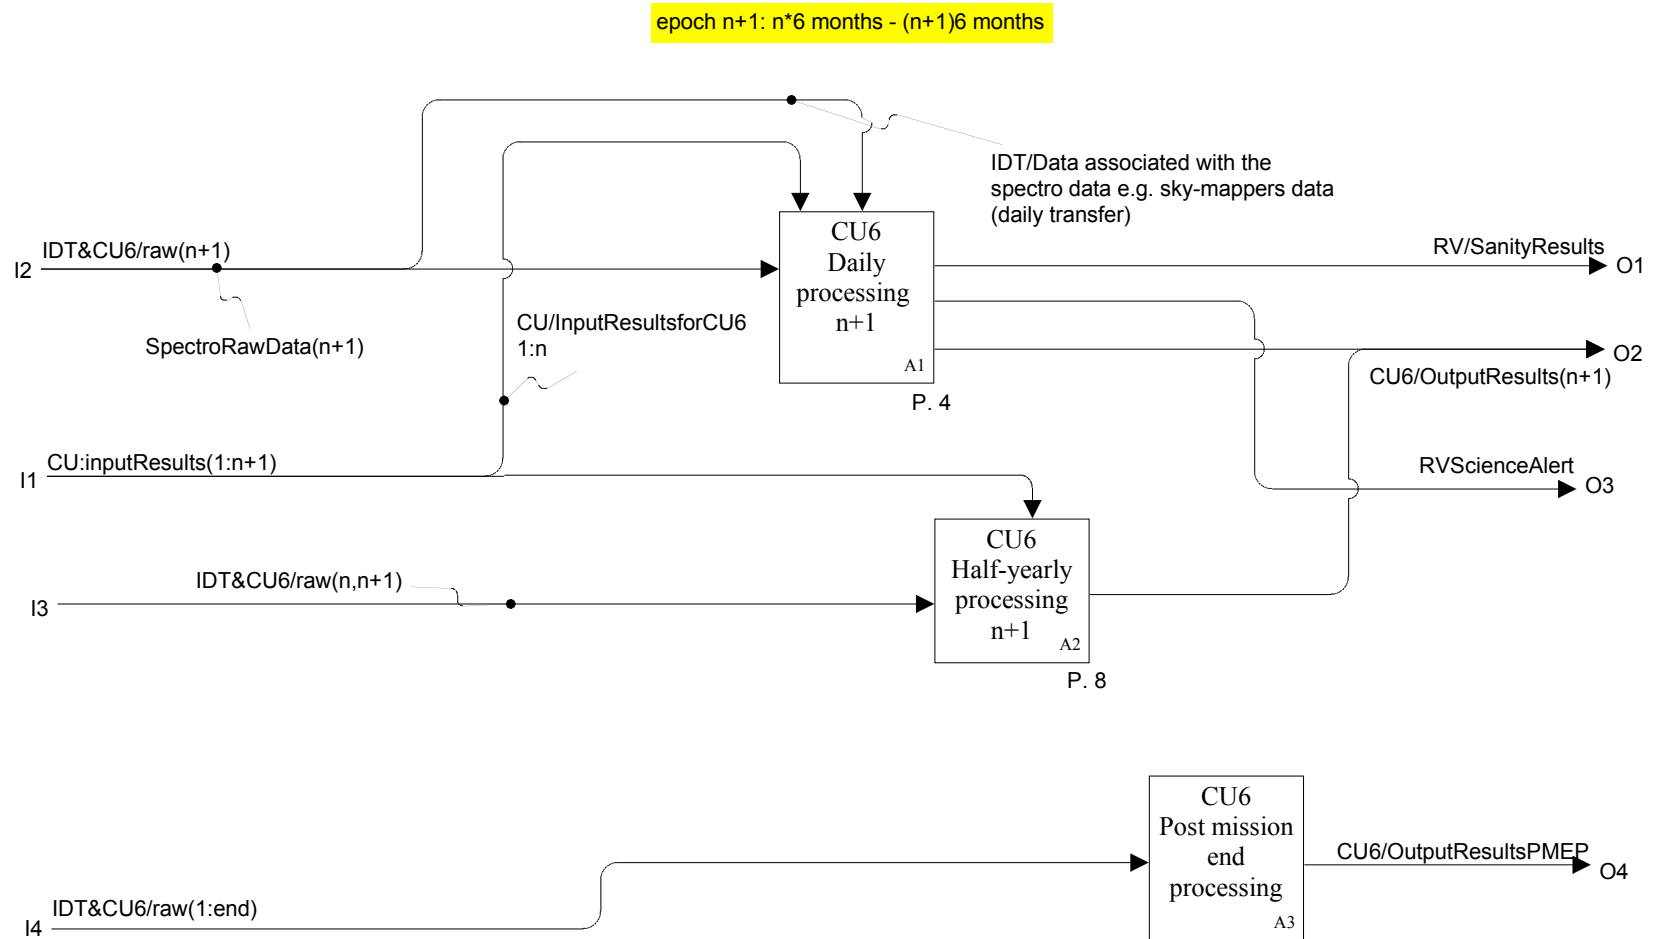 epoch n+1: n*6 months - (n+1)6 months
IDT/Data associated with the
spectro data e.g. sky-mappers data
(daily transfer)
IDT&CU6/raw(n+1)
I2
SpectroRawData(n+1)
CU/InputResultsforCU6
1:n
CU6
Daily
processing
n+1
A1
P. 4
RV/SanityResults
O1
O2
CU6/OutputResults(n+1)
CU:inputResults(1:n+1)
I1
RVScienceAlert
O3
IDT&CU6/raw(n,n+1)
I3
CU6
Half-yearly
processing
n+1
A2
P. 8
CU6
Post mission
end
processing
A3
CU6/OutputResultsPMEP
O4
IDT&CU6/raw(1:end)
I4